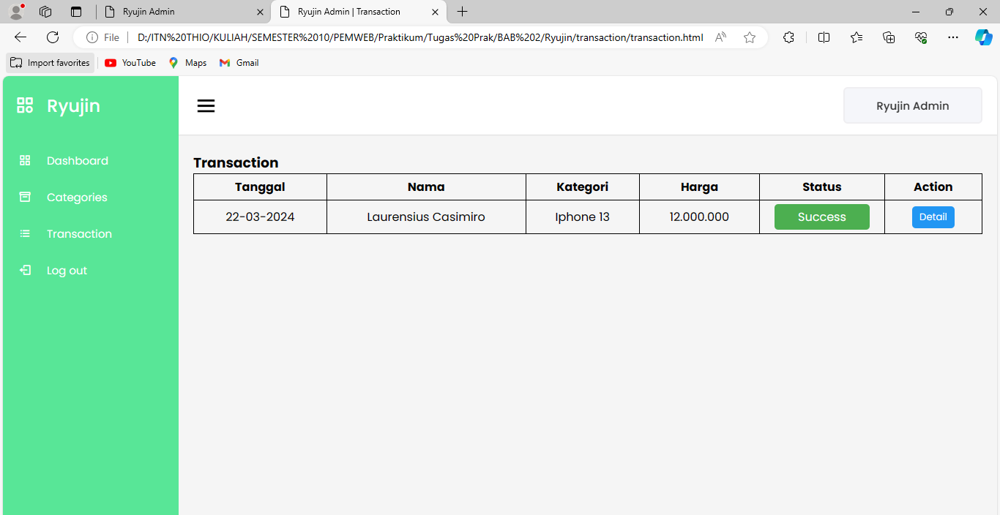 Ryujin Admin
Ryujin Admin | Transaction
File D:/ITN%20THIO/KULIAH/SEMESTER%2010/PEMWEB/Praktikum/Tugas%20Prak/BAB%202/Ryujin/transaction/transaction.html
Import favorites YouTube Maps Gmail
Ryujin
Ryujin Admin
Dashboard
Categories
Transaction
Log out
Transaction
Tanggal Nama Kategori Harga Status Action
22-03-2024 Laurensius Casimiro Iphone 13 12.000.000 Success Detail